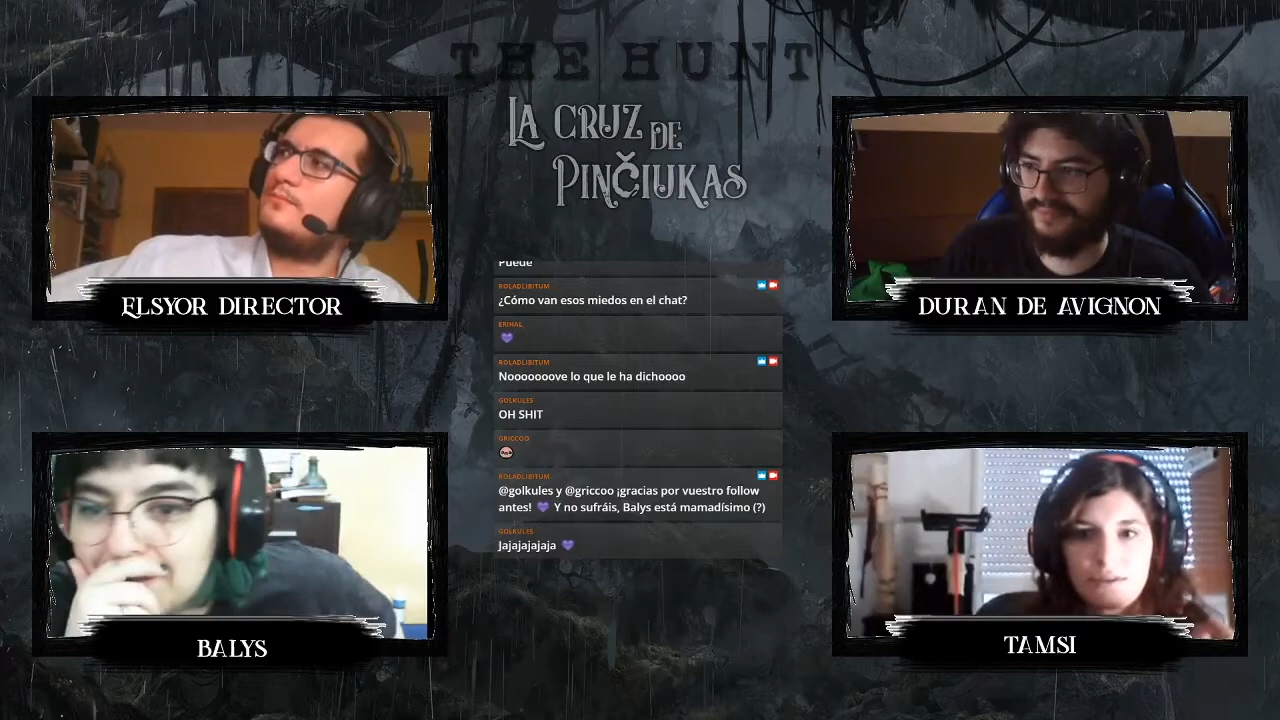 THE HUNT
LA CRUZ DE
PINČIUKAS
ELSYOR DIRECTOR
DURAN DE AVIGNON
Puede
ROLADLIBITUM
¿Cómo van esos miedos en el chat?
ERIHAL
💜
ROLADLIBITUM
Nooooooove lo que le ha dichoooo
GOLKULES
OH SHIT
GRICCOO
ROLADLIBITUM
@golkules y @griccoo ¡gracias por vuestro follow
antes! 💜 Y no sufráis, Balys está mamadísimo (?)
GOLKULES
Jajajajajaja 💜
BALYS
TAMSI